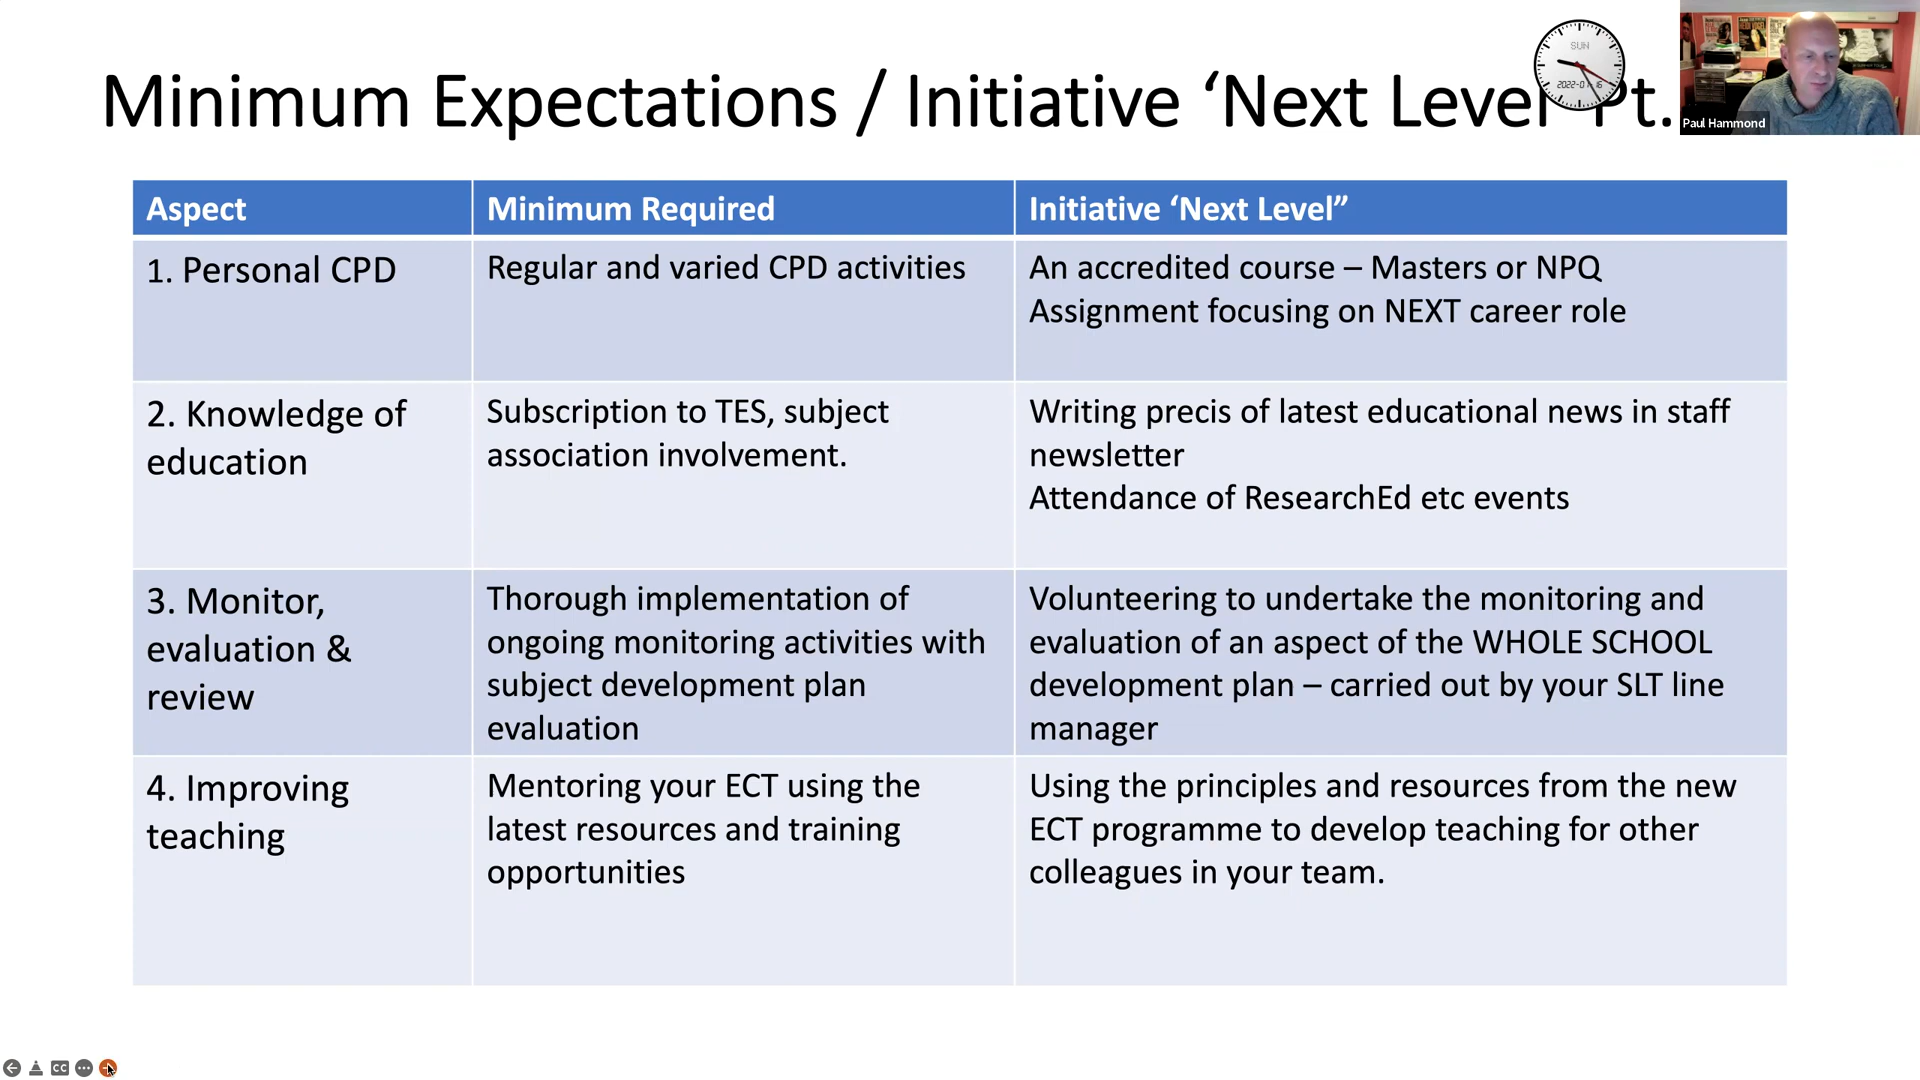 Minimum Expectations / Initiative ‘Next Level’ Pt.
SUN
Paul Hammond
Aspect
Minimum Required
Initiative ‘Next Level”
1. Personal CPD
Regular and varied CPD activities
An accredited course – Masters or NPQ
Assignment focusing on NEXT career role
2. Knowledge of
education
Subscription to TES, subject
association involvement.
Writing precis of latest educational news in staff
newsletter
Attendance of ResearchEd etc events
3. Monitor,
evaluation &
review
Thorough implementation of
ongoing monitoring activities with
subject development plan
evaluation
Volunteering to undertake the monitoring and
evaluation of an aspect of the WHOLE SCHOOL
development plan – carried out by your SLT line
manager
4. Improving
teaching
Mentoring your ECT using the
latest resources and training
opportunities
Using the principles and resources from the new
ECT programme to develop teaching for other
colleagues in your team.
CC